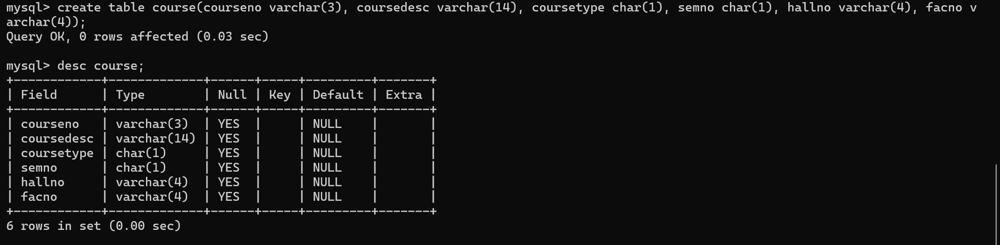 mysql> create table course(courseno varchar(3), coursedesc varchar(14), coursetype char(1), semno char(1), hallno varchar(4), facno v
archar(4));
Query OK, 0 rows affected (0.03 sec)

mysql> desc course;
+------------+-------------+------+-----+---------+-------+
| Field      | Type        | Null | Key | Default | Extra |
+------------+-------------+------+-----+---------+-------+
| courseno   | varchar(3)  | YES  |     | NULL    |       |
| coursedesc | varchar(14) | YES  |     | NULL    |       |
| coursetype | char(1)     | YES  |     | NULL    |       |
| semno      | char(1)     | YES  |     | NULL    |       |
| hallno     | varchar(4)  | YES  |     | NULL    |       |
| facno      | varchar(4)  | YES  |     | NULL    |       |
+------------+-------------+------+-----+---------+-------+
6 rows in set (0.00 sec)